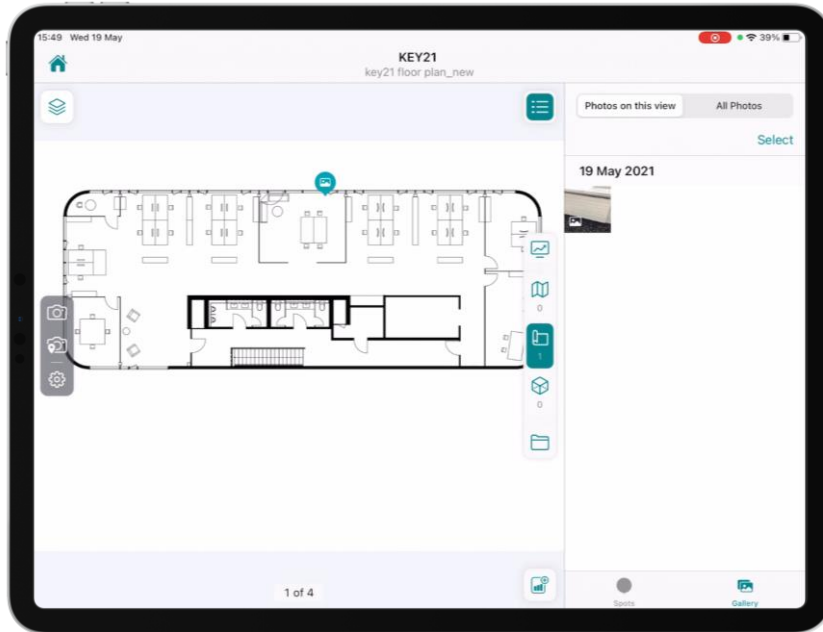 15:49 Wed 19 May
39%
KEY21
key21 floor plan_new
Photos on this view
All Photos
Select
19 May 2021
0
1
0
1 of 4
Spots
Gallery